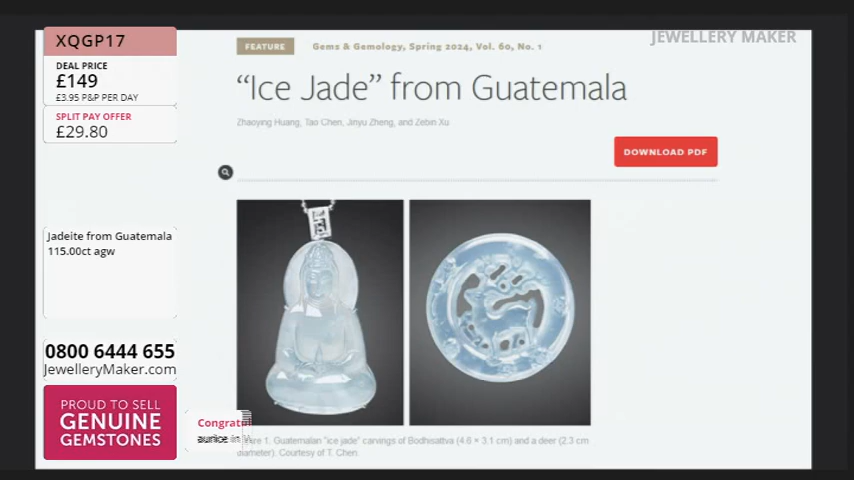 XQGP17
DEAL PRICE
£149
£3.95 P&P PER DAY
SPLIT PAY OFFER
£29.80
Jadeite from Guatemala
115.00ct agw
0800 6444 655
JewelleryMaker.com
PROUD TO SELL
GENUINE
GEMSTONES
JEWELLERY MAKER
FEATURE
Gems & Gemology, Spring 2024, Vol. 60, No. 1
“Ice Jade” from Guatemala
Zhaoying Huang, Tao Chen, Jinyu Zheng, and Zebin Xu
DOWNLOAD PDF
1. Guatemalan “ice jade” carvings of Bodhisattva (4.6 × 3.1 cm) and a deer (2.3 cm
diameter). Courtesy of T. Chen.